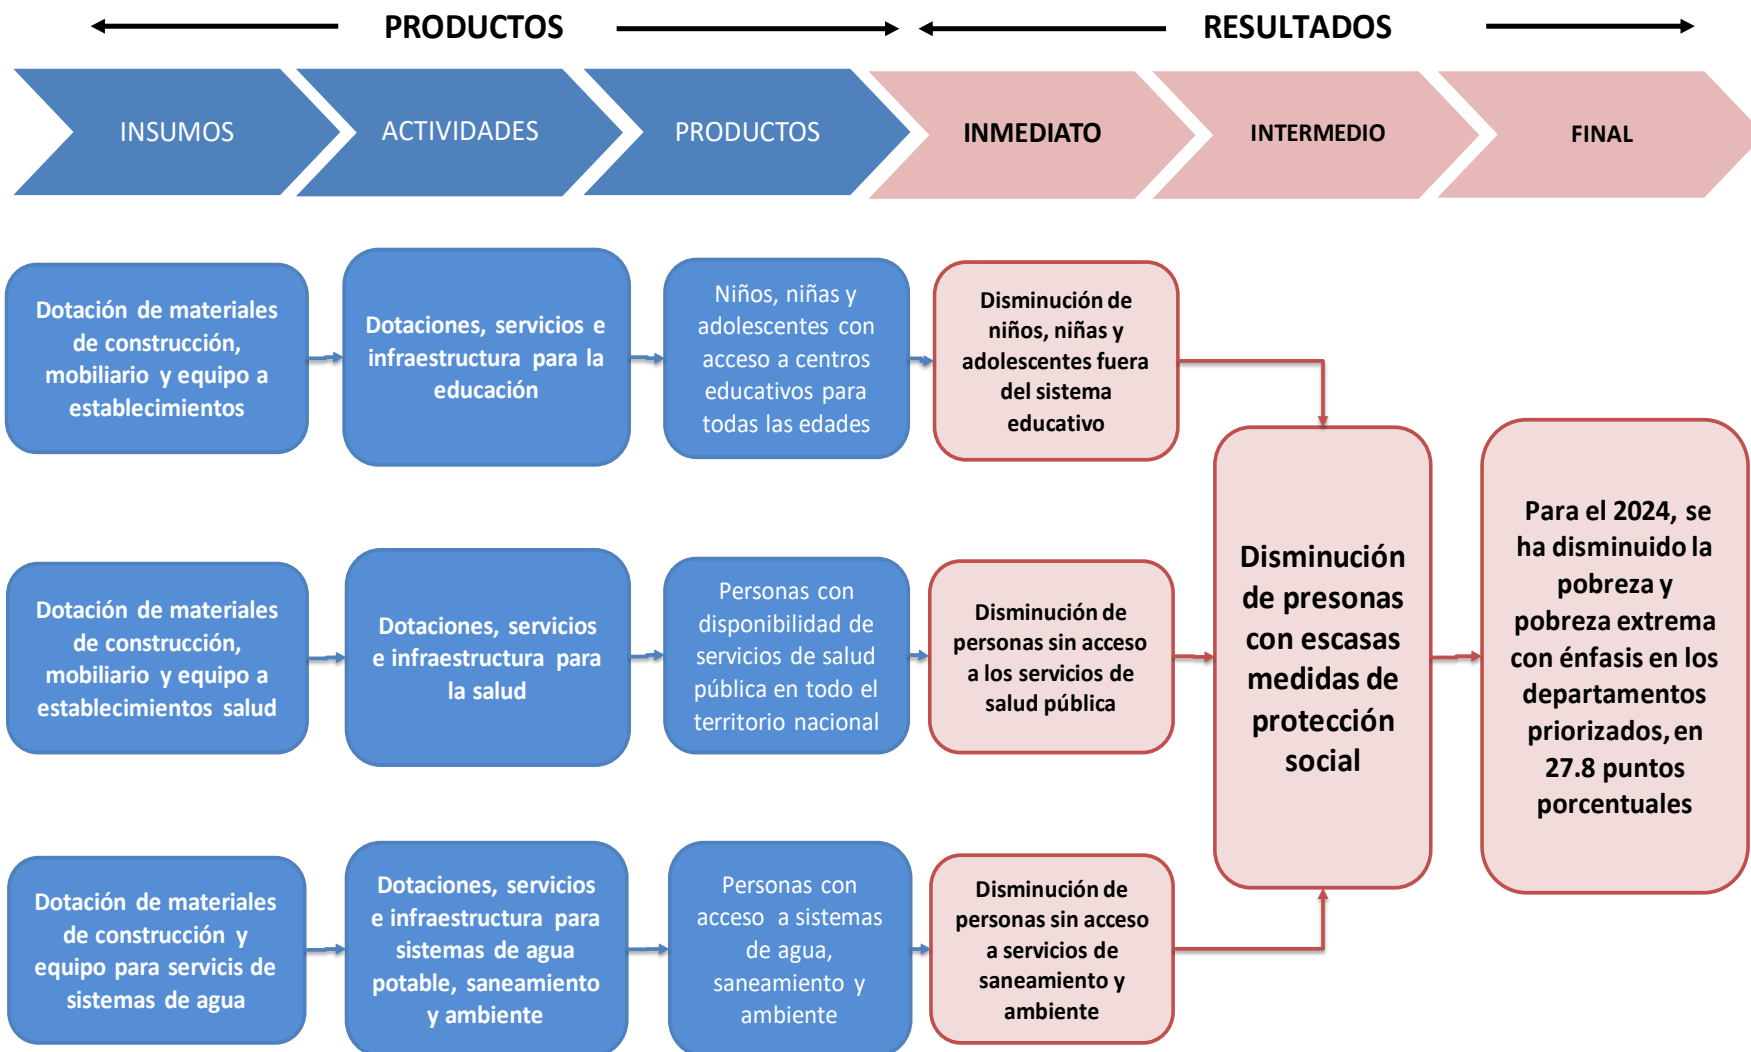 PRODUCTOS
RESULTADOS
INSUMOS
ACTIVIDADES
PRODUCTOS
INMEDIATO
INTERMEDIO
FINAL
Dotación de materiales
de construcción,
mobiliario y equipo a
establecimientos
Dotaciones, servicios e
infraestructura para la
educación
Niños, niñas y
adolescentes con
acceso a centros
educativos para
todas las edades
Disminución de
niños, niñas y
adolescentes fuera
del sistema
educativo
Dotación de materiales
de construcción,
mobiliario y equipo a
establecimientos salud
Dotaciones, servicios
e infraestructura para
la salud
Personas con
disponibilidad de
servicios de salud
pública en todo el
territorio nacional
Disminución de
personas sin acceso
a los servicios de
salud pública
Disminución
de presonas
con escasas
medidas de
protección
social
Para el 2024, se
ha disminuido la
pobreza y
pobreza extrema
con énfasis en los
departamentos
priorizados, en
27.8 puntos
porcentuales
Dotación de materiales
de construcción y
equipo para servicis de
sistemas de agua
Dotaciones, servicios
e infraestructura para
sistemas de agua
potable, saneamiento
y ambiente
Personas con
acceso a sistemas
de agua,
saneamiento y
ambiente
Disminución de
personas sin acceso
a servicios de
saneamiento y
ambiente